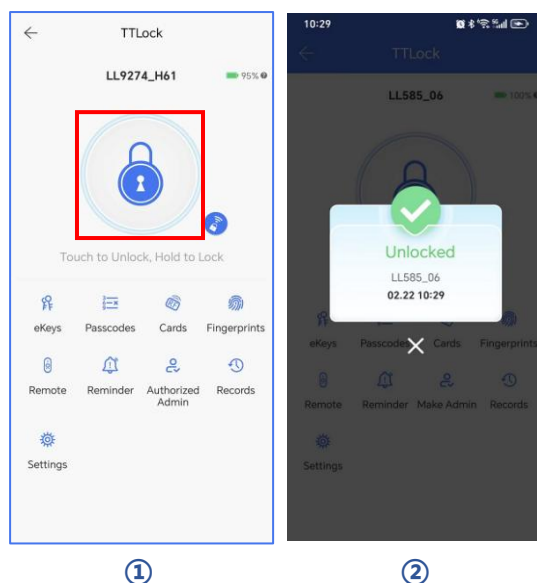 TTLock
LL9274_H61
95%
Touch to Unlock, Hold to Lock
eKeys
Passcodes
Cards
Fingerprints
Remote
Reminder
Authorized
Admin
Records
Settings
①
10:29
TTLock
LL585_06
100%
Unlocked
LL585_06
02.22 10:29
eKeys
Passcodes
Cards
Fingerprints
Remote
Reminder
Make Admin
Records
Settings
②